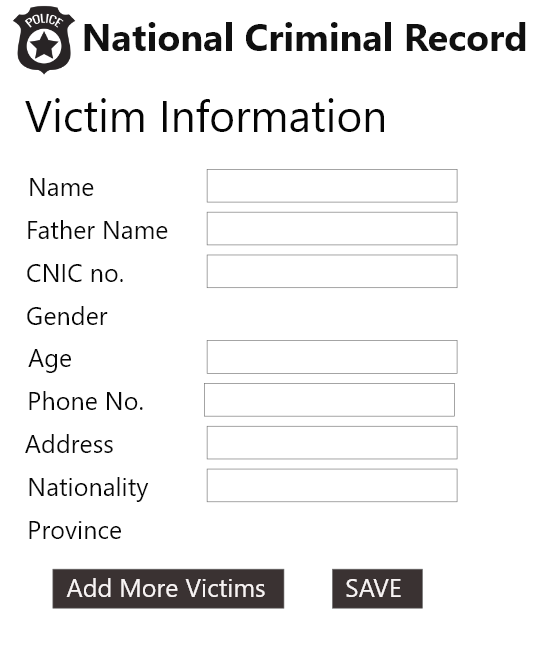 POLICE
National Criminal Record
Victim Information
Name
Father Name
CNIC no.
Gender
Age
Phone No.
Address
Nationality
Province
Add More Victims SAVE